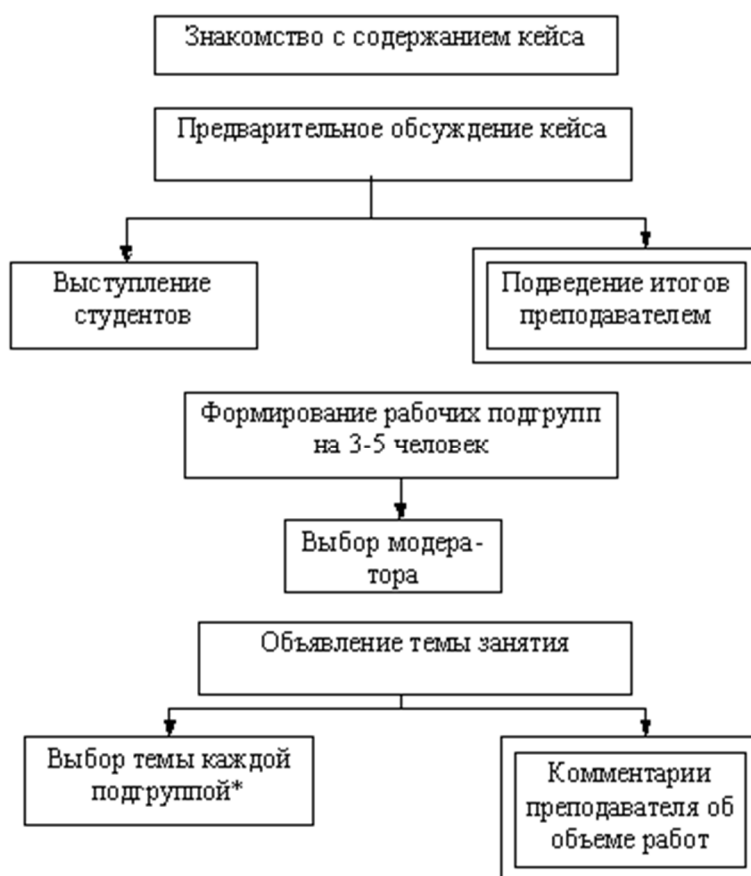 Знакомство с содержанием кейса
Предварительное обсуждение кейса
Выступление
студентов
Подведение итогов
преподавателем
Формирование рабочих подгрупп
на 3-5 человек
Выбор модера-
тора
Объявление темы занятия
Выбор темы каждой
подгруппой*
Комментарии
преподавателя об
объеме работ